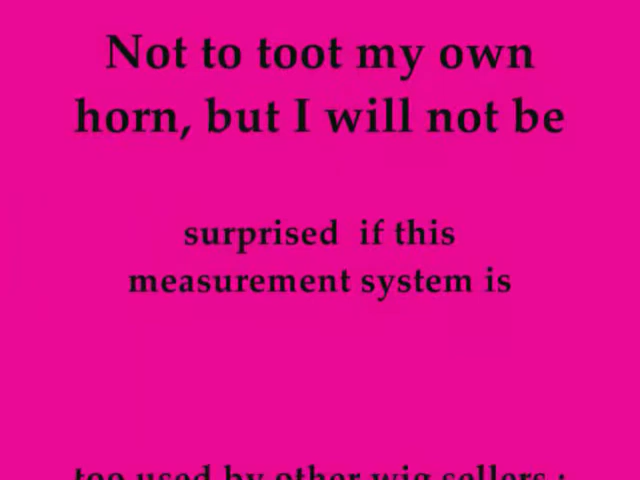 Not to toot my own
horn, but I will not be
surprised if this
measurement system is
too used by other wig sellers ;